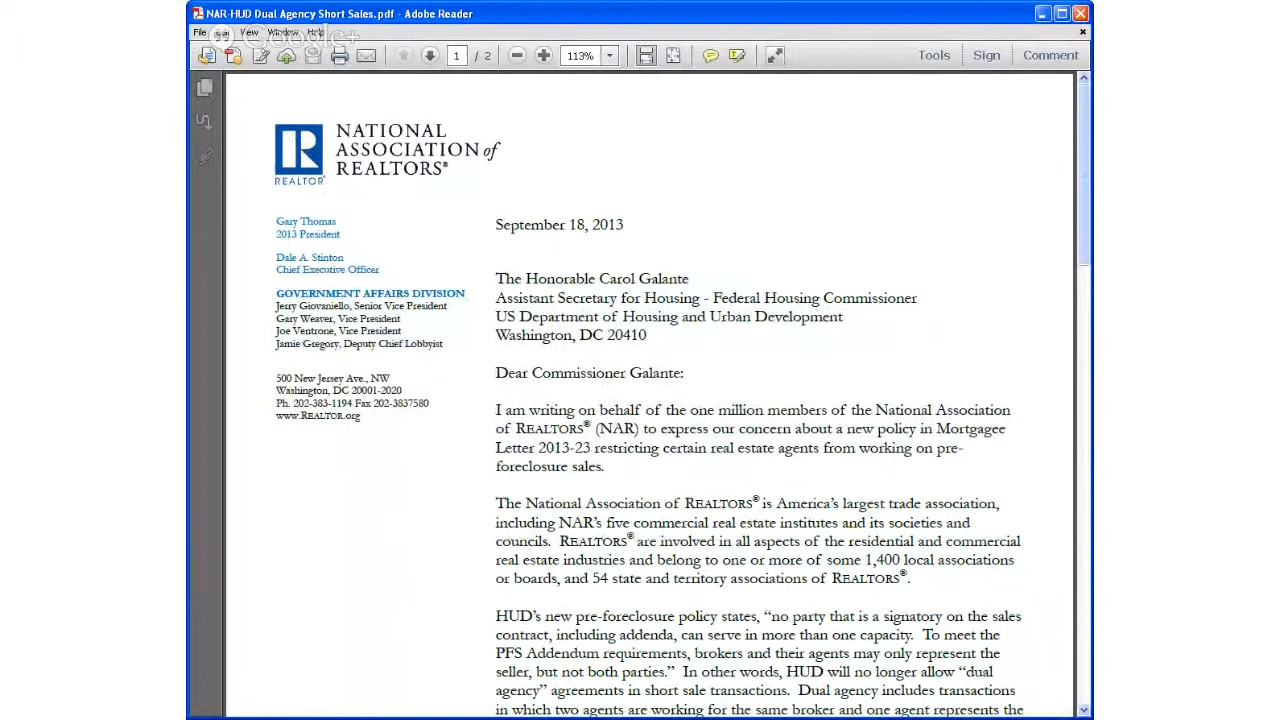 NAR-HUD Dual Agency Short Sales.pdf - Adobe Reader
File View Window Help
Google+
1 / 2 113% Tools Sign Comment
NATIONAL
ASSOCIATION of
REALTORS®
REALTOR®
Gary Thomas
2013 President
Dale A. Stinton
Chief Executive Officer
GOVERNMENT AFFAIRS DIVISION
Jerry Giovaniello, Senior Vice President
Gary Weaver, Vice President
Joe Ventrone, Vice President
Jamie Gregory, Deputy Chief Lobbyist
500 New Jersey Ave., NW
Washington, DC 20001-2020
Ph. 202-383-1194 Fax 202-3837580
www.REALTOR.org
September 18, 2013
The Honorable Carol Galante
Assistant Secretary for Housing - Federal Housing Commissioner
US Department of Housing and Urban Development
Washington, DC 20410
Dear Commissioner Galante:
I am writing on behalf of the one million members of the National Association
of REALTORS® (NAR) to express our concern about a new policy in Mortgagee
Letter 2013-23 restricting certain real estate agents from working on pre-
foreclosure sales.
The National Association of REALTORS® is America's largest trade association,
including NAR's five commercial real estate institutes and its societies and
councils. REALTORS® are involved in all aspects of the residential and commercial
real estate industries and belong to one or more of some 1,400 local associations
or boards, and 54 state and territory associations of REALTORS®.
HUD's new pre-foreclosure policy states, "no party that is a signatory on the sales
contract, including addenda, can serve in more than one capacity. To meet the
PFS Addendum requirements, brokers and their agents may only represent the
seller, but not both parties." In other words, HUD will no longer allow "dual
agency" agreements in short sale transactions. Dual agency includes transactions
in which two agents are working for the same broker and one agent represents the